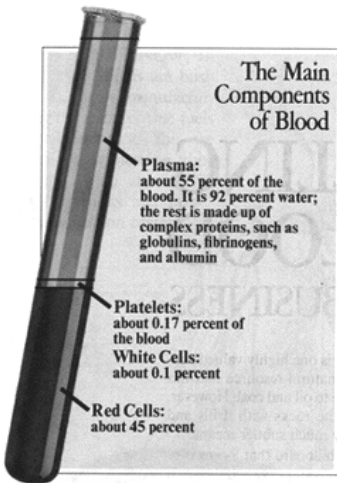 The Main
Components
of Blood
Plasma:
about 55 percent of the
blood. It is 92 percent water;
the rest is made up of
complex proteins, such as
globulins, fibrinogens,
and albumin
Platelets:
about 0.17 percent of
the blood
White Cells:
about 0.1 percent
Red Cells:
about 45 percent